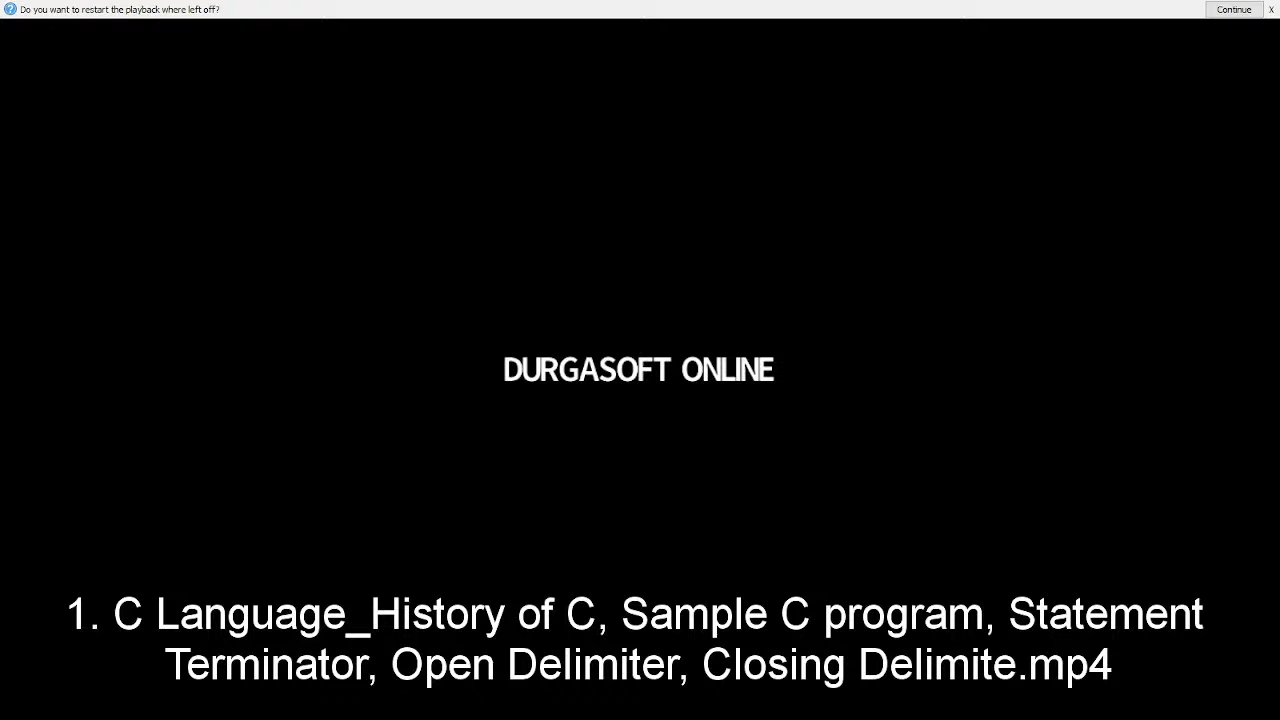 Do you want to restart the playback where left off?
Continue X
DURGASOFT ONLINE
1. C Language_History of C, Sample C program, Statement
Terminator, Open Delimiter, Closing Delimite.mp4